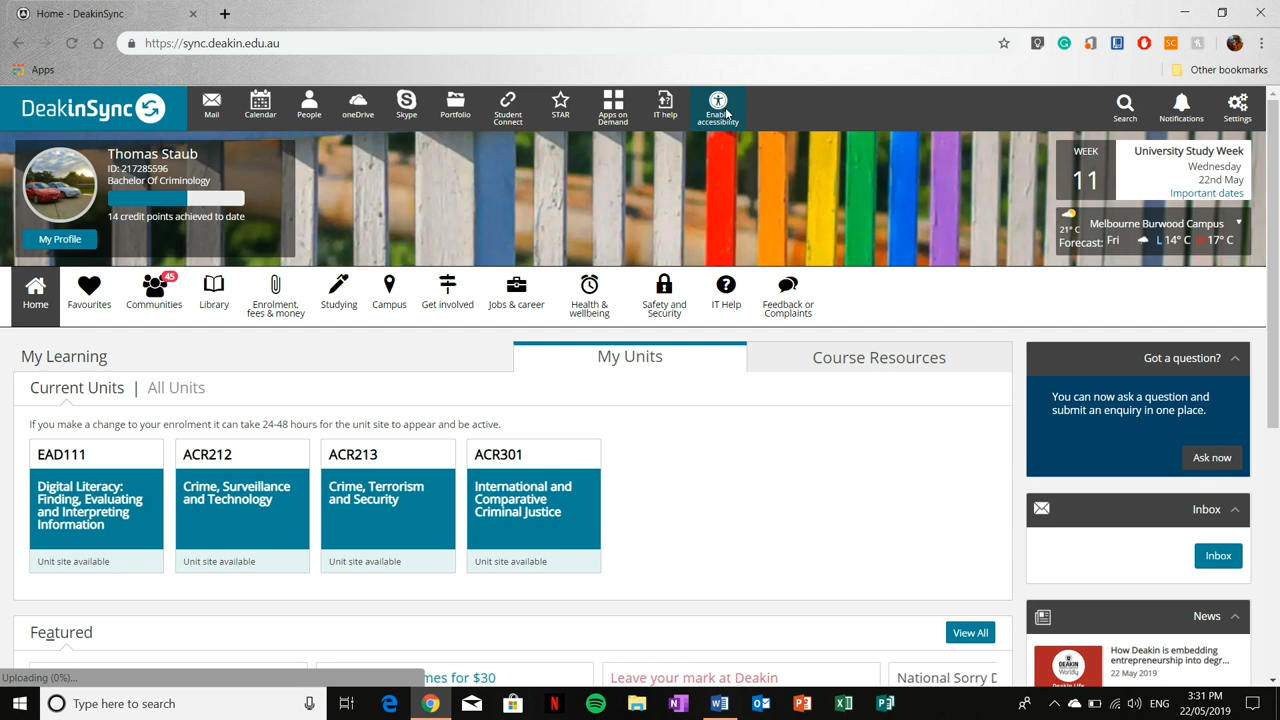 Home - DeakinSync
https://sync.deakin.edu.au
Apps
Other bookmarks
DeakinSync
Mail
Calendar
People
oneDrive
Skype
Portfolio
Student
Connect
STAR
Apps on
Demand
IT help
accessibility
Search
Notifications
Settings
Thomas Staub
ID: 217285596
Bachelor Of Criminology
14 credit points achieved to date
My Profile
WEEK
11
University Study Week
Wednesday
22nd May
Important dates
21° C
Melbourne Burwood Campus
Forecast: Fri
L 14° C
17° C
Home
Favourites
45
Communities
Library
Enrolment,
fees & money
Studying
Campus
Get involved
Jobs & career
Health &
wellbeing
Safety and
Security
IT Help
Feedback or
Complaints
My Learning
My Units
Course Resources
Current Units | All Units
If you make a change to your enrolment it can take 24-48 hours for the unit site to appear and be active.
EAD111
Digital Literacy:
Finding, Evaluating
and Interpreting
Information
Unit site available
ACR212
Crime, Surveillance
and Technology
Unit site available
ACR213
Crime, Terrorism
and Security
Unit site available
ACR301
International and
Comparative
Criminal Justice
Unit site available
Got a question?
You can now ask a question and
submit an enquiry in one place.
Ask now
Inbox
Inbox
News
DEAKIN
Worldly
How Deakin is embedding
entrepreneurship into degr...
22 May 2019
Featured
View All
for $30
Leave your mark at Deakin
National Sorry
Uploading (0%)...
Type here to search
ENG
3:31 PM
22/05/2019